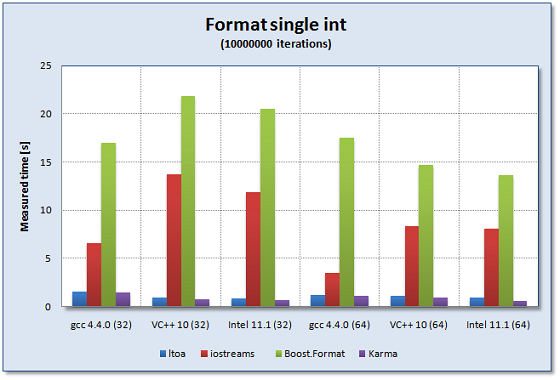 Format single int
(10000000 iterations)
Measured time [s]
25
20
15
10
5
0
gcc 4.4.0 (32) VC++ 10 (32) Intel 11.1 (32) gcc 4.4.0 (64) VC++ 10 (64) Intel 11.1 (64)
ltoa iostreams Boost.Format Karma